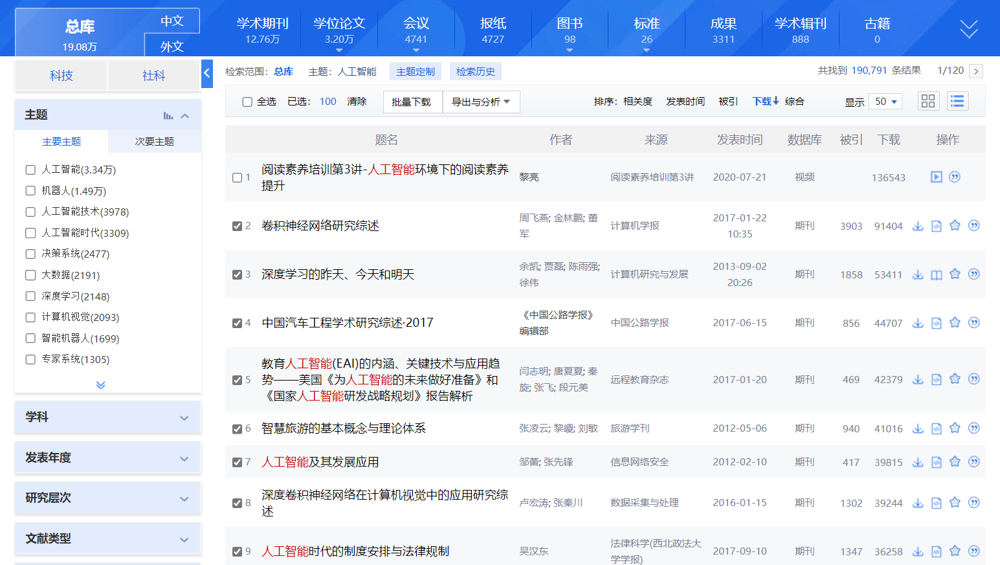 总库
19.08万
中文
外文
学术期刊
12.76万
学位论文
3.20万
会议
4741
报纸
4727
图书
98
标准
26
成果
3311
学术辑刊
888
古籍
0
科技
社科
检索范围：总库 主题：人工智能 主题定制 检索历史
共找到 190,791 条结果 1/120
全选 已选：100 清除 批量下载 导出与分析
排序：相关度 发表时间 被引 下载 综合
显示 50
主题
主要主题 次要主题
人工智能(3.34万)
机器人(1.49万)
人工智能技术(3978)
人工智能时代(3309)
决策系统(2477)
大数据(2191)
深度学习(2148)
计算机视觉(2093)
智能机器人(1699)
专家系统(1305)
学科
发表年度
研究层次
文献类型
题名 作者 来源 发表时间 数据库 被引 下载 操作
1 阅读素养培训第3讲-人工智能环境下的阅读素养
提升
黎亮 阅读素养培训第3讲 2020-07-21 视频 136543
2 卷积神经网络研究综述
周飞燕; 金林鹏; 董
军
计算机学报
2017-01-22
10:35
期刊 3903 91404
3 深度学习的昨天、今天和明天
余凯; 贾磊; 陈雨强;
徐伟
计算机研究与发展
2013-09-02
20:26
期刊 1858 53411
4 中国汽车工程学术研究综述·2017
《中国公路学报》
编辑部
中国公路学报 2017-06-15 期刊 856 44707
5 教育人工智能(EAI)的内涵、关键技术与应用趋
势——美国《为人工智能的未来做好准备》和
《国家人工智能研发战略规划》报告解析
闫志明; 唐夏夏; 秦
旋; 张飞; 段元美
远程教育杂志 2017-01-20 期刊 469 42379
6 智慧旅游的基本概念与理论体系 张凌云; 黎巎; 刘敏 旅游学刊 2012-05-06 期刊 940 41016
7 人工智能及其发展应用 邹蕾; 张先锋 信息网络安全 2012-02-10 期刊 417 39815
8 深度卷积神经网络在计算机视觉中的应用研究综
述
卢宏涛; 张秦川 数据采集与处理 2016-01-15 期刊 1302 39244
9 人工智能时代的制度安排与法律规制 吴汉东
法律科学(西北政法大
学学报)
2017-09-10 期刊 1347 36258